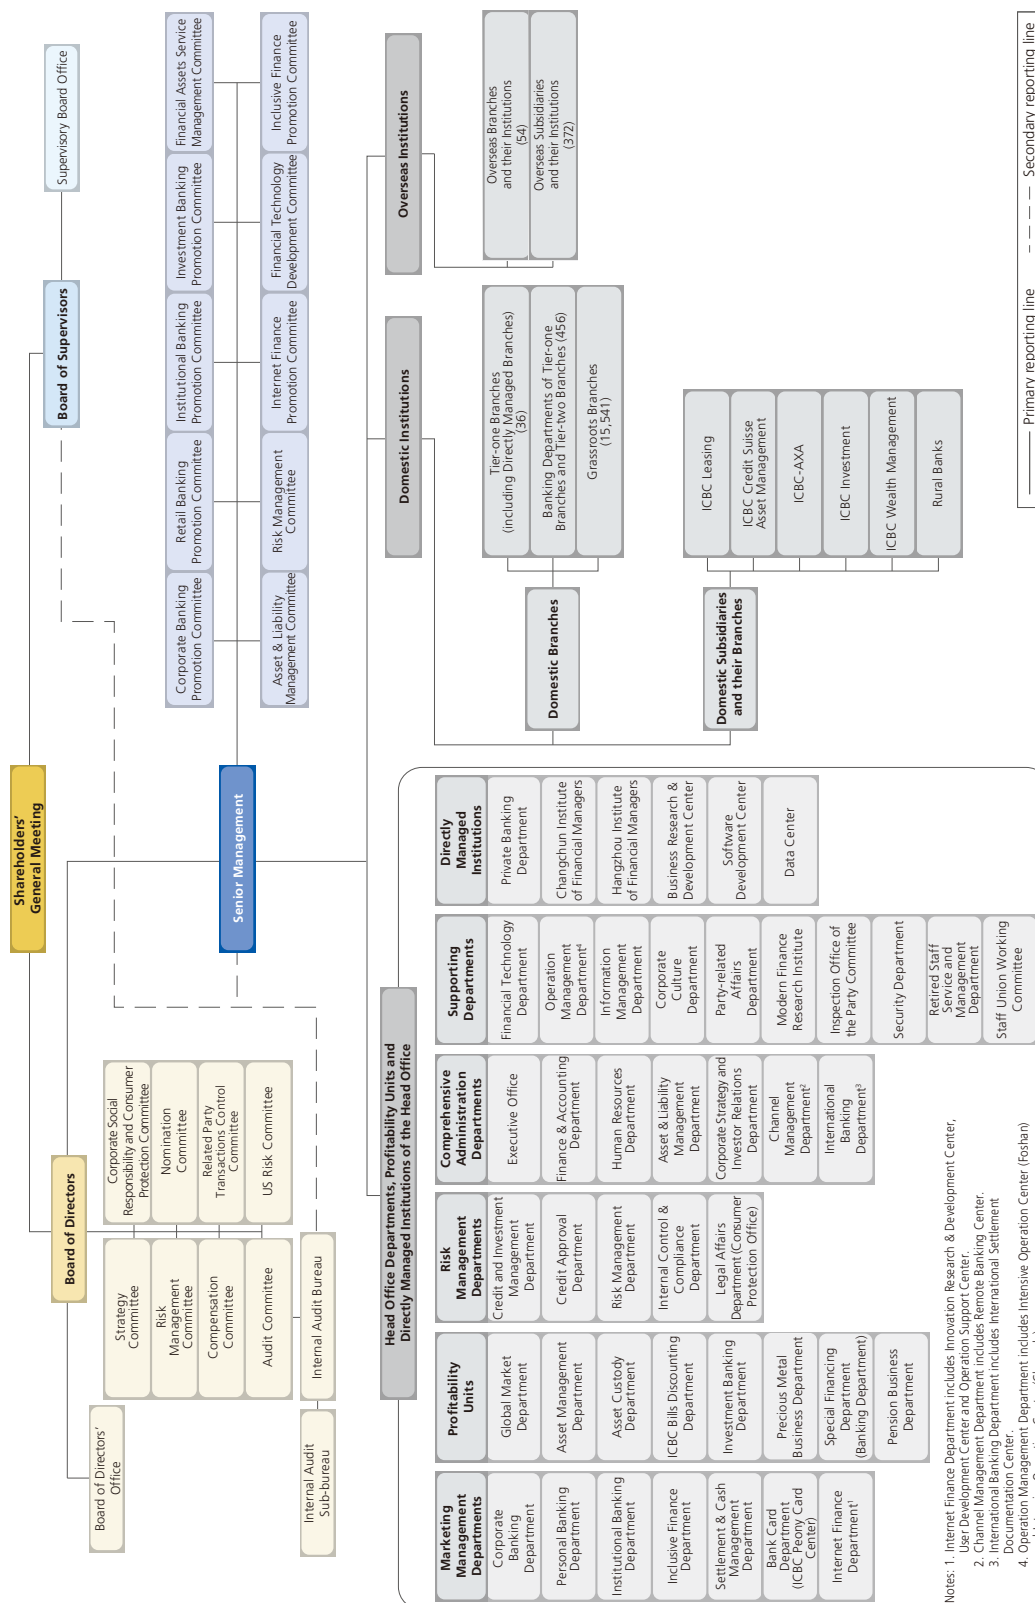 Shareholders'
General Meeting
Board of Directors
Board of Supervisors
Supervisory Board Office
Board of Directors'
Office
Strategy
Committee
Risk
Management
Committee
Compensation
Committee
Audit Committee
Corporate Social
Responsibility and Consumer
Protection Committee
Nomination
Committee
Related Party
Transactions Control
Committee
US Risk Committee
Internal Audit Bureau
Internal Audit
Sub-bureau
Senior Management
Corporate Banking
Promotion Committee
Retail Banking
Promotion Committee
Institutional Banking
Promotion Committee
Investment Banking
Promotion Committee
Financial Assets Service
Management Committee
Asset & Liability
Management Committee
Risk Management
Committee
Internet Finance
Promotion Committee
Financial Technology
Development Committee
Inclusive Finance
Promotion Committee
Head Office Departments, Profitability Units and
Directly Managed Institutions of the Head Office
Domestic Institutions
Overseas Institutions
Marketing
Management
Departments
Corporate
Banking
Department
Personal Banking
Department
Institutional Banking
Department
Inclusive Finance
Department
Settlement & Cash
Management
Department
Bank Card
Department
(ICBC Peony Card
Center)
Internet Finance
Department¹
Profitability
Units
Global Market
Department
Asset Management
Department
Asset Custody
Department
ICBC Bills Discounting
Department
Investment Banking
Department
Precious Metal
Business Department
Special Financing
Department
(Banking Department)
Pension Business
Department
Risk
Management
Departments
Credit and Investment
Management
Department
Credit Approval
Department
Risk Management
Department
Internal Control &
Compliance
Department
Legal Affairs
Department (Consumer
Protection Office)
Comprehensive
Administration
Departments
Executive Office
Finance & Accounting
Department
Human Resources
Department
Asset & Liability
Management
Department
Corporate Strategy and
Investor Relations
Department
Channel
Management
Department²
International
Banking
Department³
Supporting
Departments
Financial Technology
Department
Operation
Management
Department⁴
Information
Management
Department
Corporate
Culture
Department
Party-related
Affairs
Department
Modern Finance
Research Institute
Inspection Office of
the Party Committee
Security Department
Retired Staff
Service and
Management
Department
Staff Union Working
Committee
Directly
Managed
Institutions
Private Banking
Department
Changchun Institute
of Financial Managers
Hangzhou Institute
of Financial Managers
Business Research &
Development Center
Software
Development Center
Data Center
Domestic Branches
Tier-one Branches
(including Directly Managed Branches)
(36)
Banking Departments of Tier-one
Branches and Tier-two Branches (456)
Grassroots Branches
(15,541)
Domestic Subsidiaries
and their Branches
ICBC Leasing
ICBC Credit Suisse
Asset Management
ICBC-AXA
ICBC Investment
ICBC Wealth Management
Rural Banks
Overseas Branches
and their Institutions
(54)
Overseas Subsidiaries
and their Institutions
(372)
Notes: 1. Internet Finance Department includes Innovation Research & Development Center,
User Development Center and Operation Support Center.
2. Channel Management Department includes Remote Banking Center.
3. International Banking Department includes International Settlement
Documentation Center.
4. Operation Management Department includes Intensive Operation Center (Foshan)
Primary reporting line
Secondary reporting line